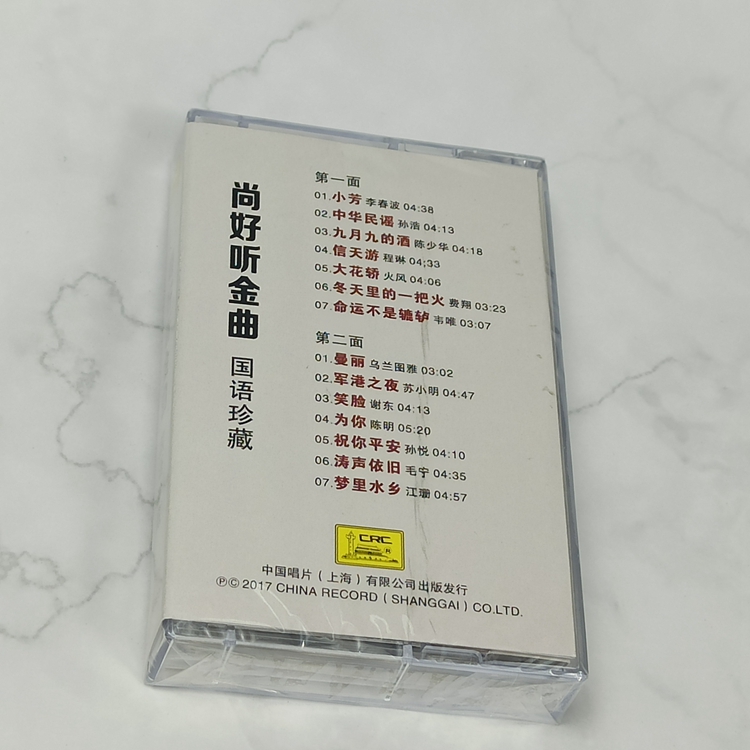 尚好听金曲
国语珍藏
第一面
01.小芳 李春波 04:38
02.中华民谣 孙浩 04:13
03.九月九的酒 陈少华 04:18
04.信天游 程琳 04;33
05.大花轿 火风 04:06
06.冬天里的一把火 费翔 03:23
07.命运不是辘轳 韦唯 03:07
第二面
01.曼丽 乌兰图雅 03:02
02.军港之夜 苏小明 04:47
03.笑脸 谢东 04:13
04.为你 陈明 05:20
05.祝你平安 孙悦 04:10
06.涛声依旧 毛宁 04:35
07.梦里水乡 江珊 04:57
CRC
®
中国唱片（上海）有限公司出版发行
Ⓟ©2017 CHINA RECORD (SHANGGAI) CO.LTD.